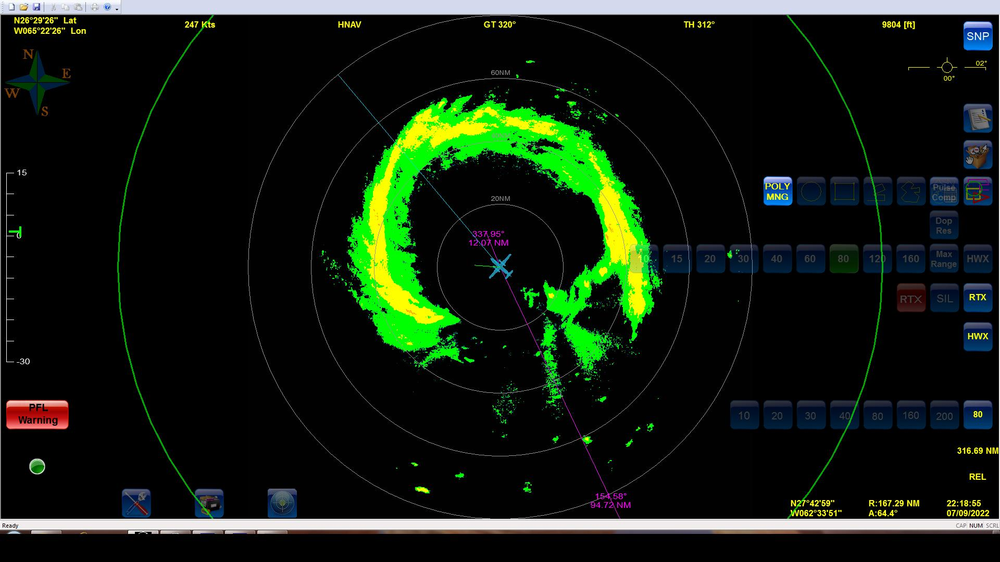 N26°29'26" Lat
W065°22'26" Lon
247 Kts
HNAV
GT 320°
TH 312°
9804 [ft]
SNP
N
E
W
S
02°
00°
60NM
40NM
20NM
15
0
-30
337.95°
12.07 NM
POLY
MNG
Pulse
Comp
Dop
Res
10 15 20 30 40 60 80 120 160
Max
Range
HWX
RTX SIL RTX
HWX
PFL
Warning
10 20 30 40 80 160 200 80
316.69 NM
REL
154.58°
94.72 NM
N27°42'59" R:167.29 NM 22:18:55
W062°33'51" A:64.4° 07/09/2022
Ready
CAP NUM SCRL